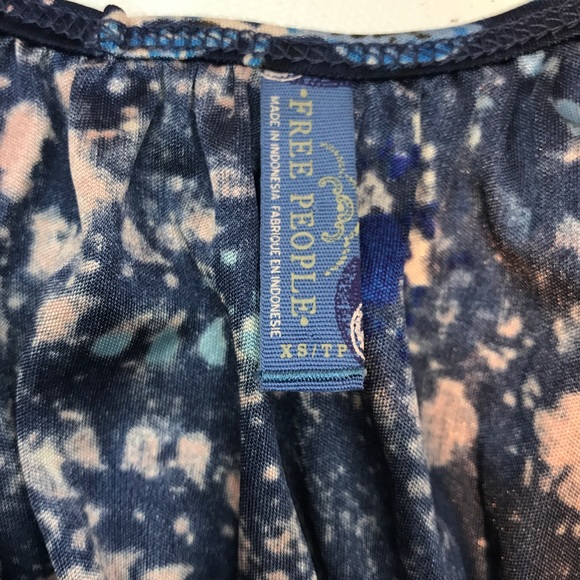 •FREE PEOPLE•
MADE IN INDONESIA FABRIQUE EN INDONESIE
XS/TP